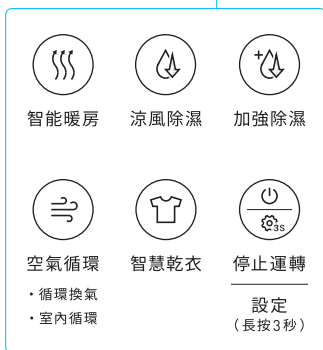 智能暖房 涼風除濕 加強除濕
3S
空氣循環 智慧乾衣 停止運轉
・循環換氣
・室內循環
設定
（長按3秒）